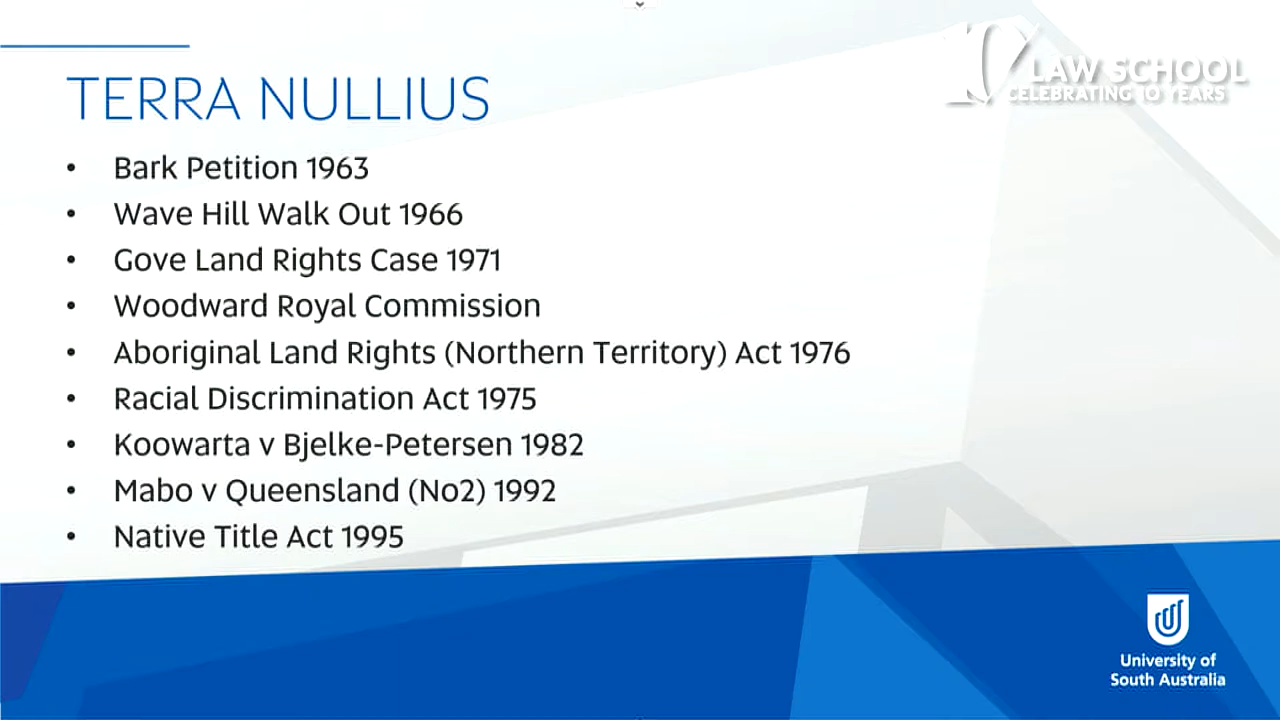 10 LAW SCHOOL
CELEBRATING 10 YEARS
TERRA NULLIUS
• Bark Petition 1963
• Wave Hill Walk Out 1966
• Gove Land Rights Case 1971
• Woodward Royal Commission
• Aboriginal Land Rights (Northern Territory) Act 1976
• Racial Discrimination Act 1975
• Koowarta v Bjelke-Petersen 1982
• Mabo v Queensland (No2) 1992
• Native Title Act 1995
University of
South Australia